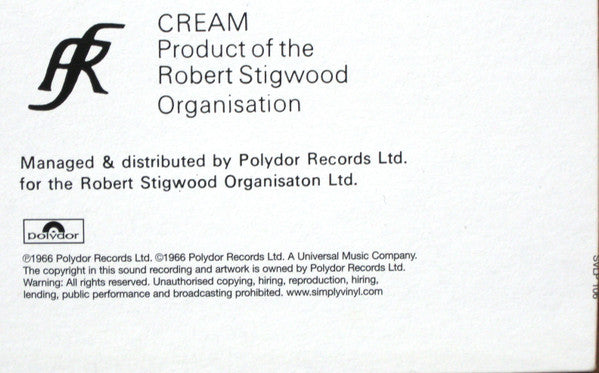 CREAM
Product of the
Robert Stigwood
Organisation
Managed & distributed by Polydor Records Ltd.
for the Robert Stigwood Organisaton Ltd.
polydor
℗1966 Polydor Records Ltd. ©1966 Polydor Records Ltd. A Universal Music Company.
The copyright in this sound recording and artwork is owned by Polydor Records Ltd.
Warning: All rights reserved. Unauthorised copying, hiring, reproduction, hiring,
lending, public performance and broadcasting prohibited. www.simplyvinyl.com